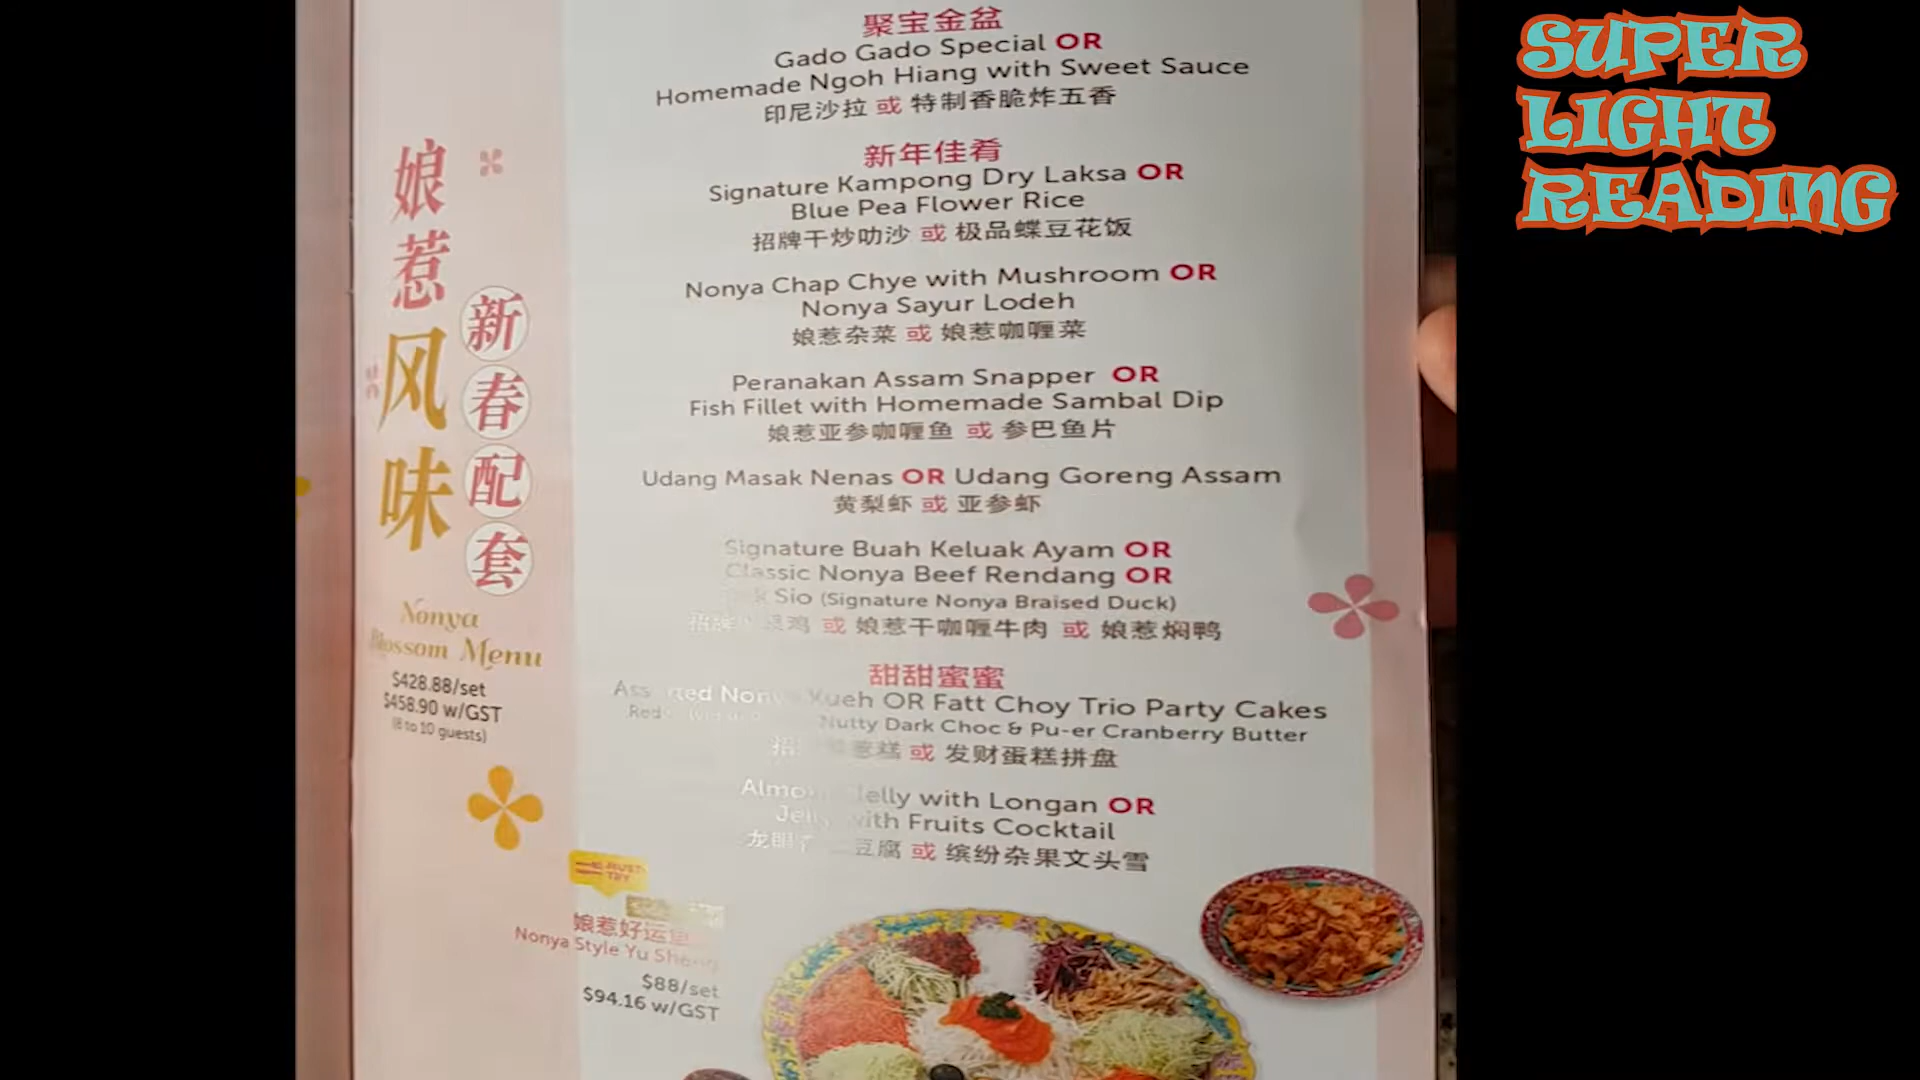 聚宝金盆
Gado Gado Special OR
Homemade Ngoh Hiang with Sweet Sauce
印尼沙拉 或 特制香脆炸五香
新年佳肴
Signature Kampong Dry Laksa OR
Blue Pea Flower Rice
招牌干炒叻沙 或 极品蝶豆花饭
Nonya Chap Chye with Mushroom OR
Nonya Sayur Lodeh
娘惹杂菜 或 娘惹咖喱菜
Peranakan Assam Snapper OR
Fish Fillet with Homemade Sambal Dip
娘惹亚参咖喱鱼 或 参巴鱼片
Udang Masak Nenas OR Udang Goreng Assam
黄梨虾 或 亚参虾
Signature Buah Keluak Ayam OR
Classic Nonya Beef Rendang OR
Sio (Signature Nonya Braised Duck)
招牌 鸡 或 娘惹干咖喱牛肉 或 娘惹焖鸭
甜甜蜜蜜
Kueh OR Fatt Choy Trio Party Cakes
Nutty Dark Choc & Pu-er Cranberry Butter
或 发财蛋糕拼盘
Jelly with Longan OR
Jelly with Fruits Cocktail
龙眼 豆腐 或 缤纷杂果文头雪
娘惹风味
新春配套
Nonya
Blossom Menu
$428.88/set
$458.90 w/GST
(8 to 10 guests)
MUST-
TRY
娘惹好运
Nonya Style Yu Sheng
$88/set
$94.16 w/GST
SUPER
LIGHT
READING